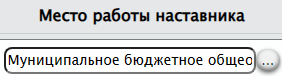 Место работы наставника
Муниципальное бюджетное общео
...